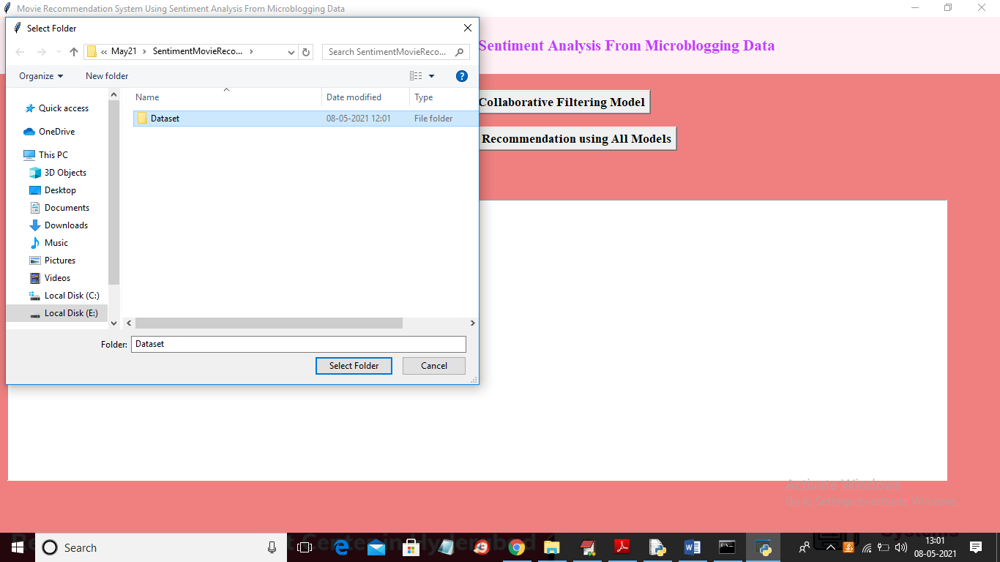 Movie Recommendation System Using Sentiment Analysis From Microblogging Data
Select Folder
« May21 › SentimentMovieReco... ›
Search SentimentMovieReco...
Sentiment Analysis From Microblogging Data
Organize
New folder
?
Name
Date modified
Type
Collaborative Filtering Model
Quick access
Dataset
08-05-2021 12:01
File folder
OneDrive
Recommendation using All Models
This PC
3D Objects
Desktop
Documents
Downloads
Music
Pictures
Videos
Local Disk (C:)
Local Disk (E:)
Folder:
Dataset
Select Folder
Cancel
Activate Windows
Go to Settings to activate Windows.
Search
13:01
08-05-2021